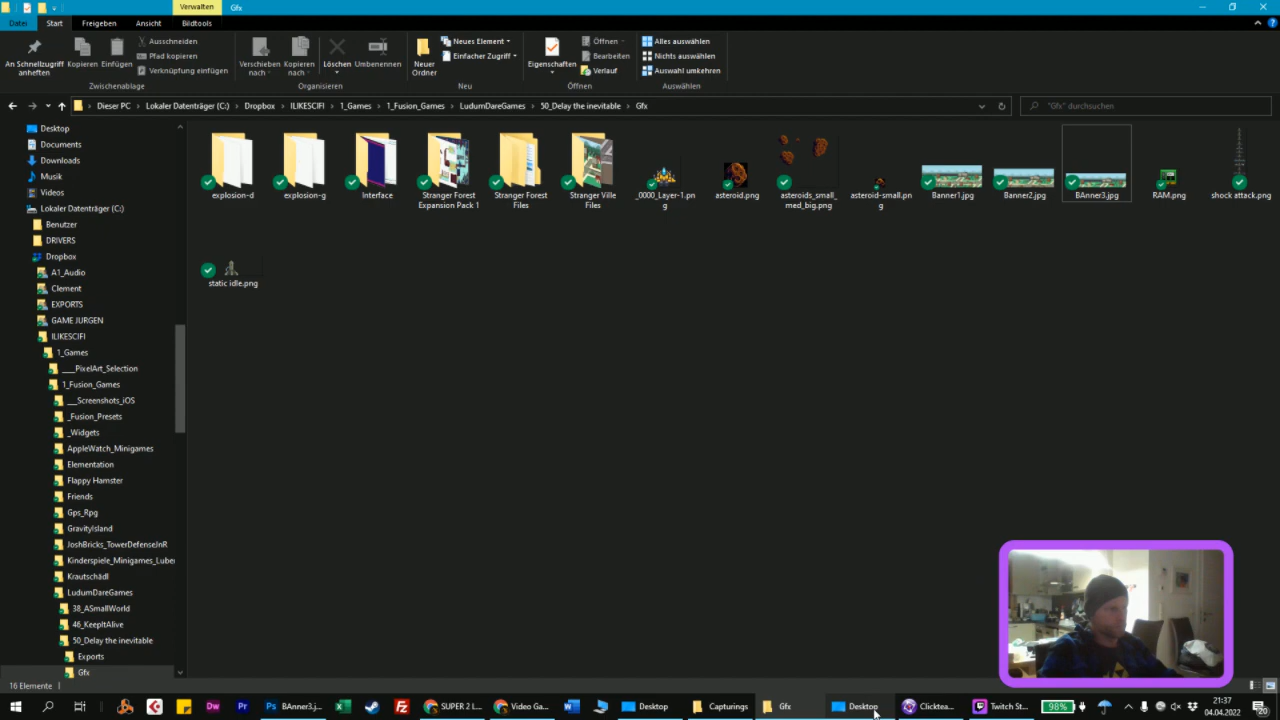 Verwalten
Gfx
Datei
Start
Freigeben
Ansicht
Bildtools
An Schnellzugriff anheften
Kopieren
Einfügen
Ausschneiden
Pfad kopieren
Verknüpfung einfügen
Zwischenablage
Verschieben nach
Kopieren nach
Löschen
Umbenennen
Organisieren
Neuer Ordner
Neues Element
Einfacher Zugriff
Neu
Eigenschaften
Öffnen
Bearbeiten
Verlauf
Öffnen
Alles auswählen
Nichts auswählen
Auswahl umkehren
Auswählen
Dieser PC > Lokaler Datenträger (C:) > Dropbox > ILIKESCIFI > 1_Games > 1_Fusion_Games > LudumDareGames > 50_Delay the inevitable > Gfx
"Gfx" durchsuchen
Desktop
Documents
Downloads
Musik
Videos
Lokaler Datenträger (C:)
Benutzer
DRIVERS
Dropbox
A1_Audio
Clement
EXPORTS
GAME JURGEN
ILIKESCIFI
1_Games
___PixelArt_Selection
1_Fusion_Games
___Screenshots_iOS
_Fusion_Presets
_Widgets
AppleWatch_Minigames
Elementation
Flappy Hamster
Friends
Gps_Rpg
GravityIsland
JoshBricks_TowerDefenseJnR
Kinderspiele_Minigames_Luber
Krautschädl
LudumDareGames
38_ASmallWorld
46_KeepItAlive
50_Delay the inevitable
Exports
Gfx
explosion-d
explosion-g
Interface
Stranger Forest Expansion Pack 1
Stranger Forest Files
Stranger Ville Files
_0000_Layer-1.png
asteroid.png
asteroids_small_med_big.png
asteroid-small.png
Banner1.jpg
Banner2.jpg
BAnner3.jpg
RAM.png
shock attack.png
static idle.png
16 Elemente
Dw
Pr
Ps
BAnner3.j...
SUPER 2 L...
Video Ga...
Desktop
Capturings
Gfx
Desktop
Clicktea...
Twitch St...
98%
21:37
04.04.2022
20